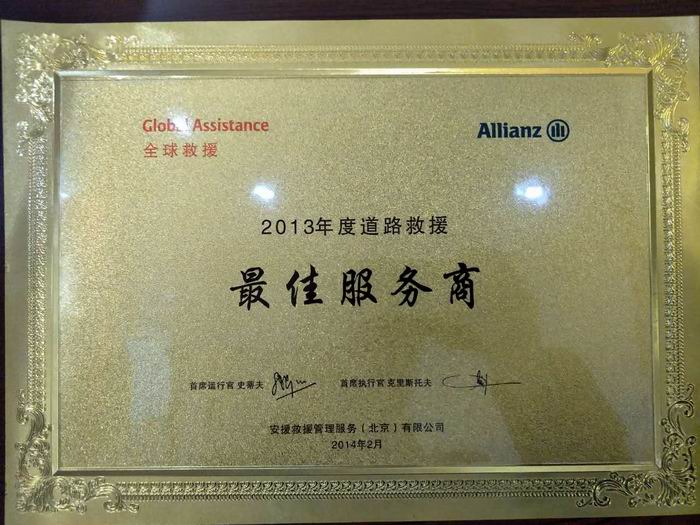 Global Assistance
全球救援
Allianz
2013年度道路救援
最佳服务商
首席运行官 史蒂夫
首席执行官 克里斯托夫
安援救援管理服务(北京)有限公司
2014年2月